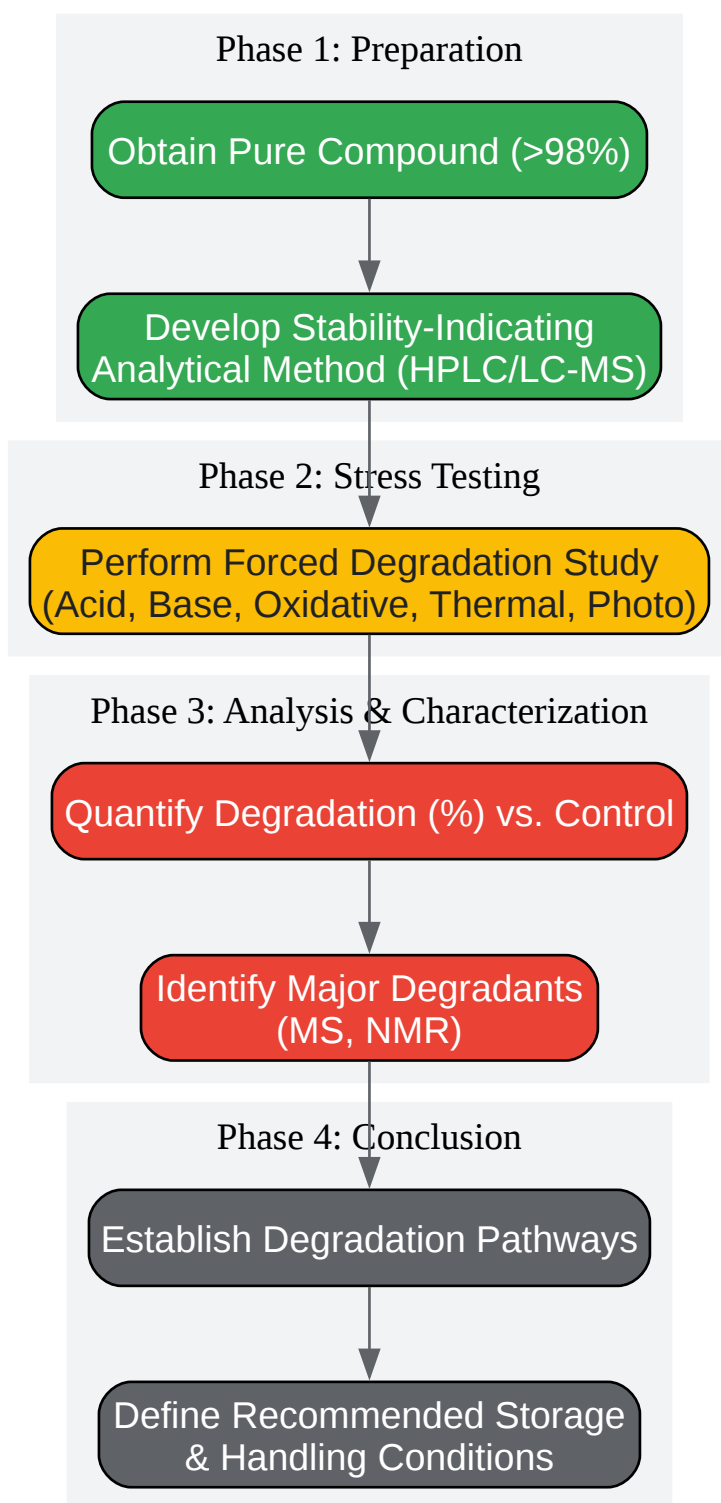 Phase 1: Preparation
Obtain Pure Compound (>98%)
Develop Stability-Indicating
Analytical Method (HPLC/LC-MS)
Phase 2: Stress Testing
Perform Forced Degradation Study
(Acid, Base, Oxidative, Thermal, Photo)
Phase 3: Analysis & Characterization
Quantify Degradation (%) vs. Control
Identify Major Degradants
(MS, NMR)
Phase 4: Conclusion
Establish Degradation Pathways
Define Recommended Storage
& Handling Conditions